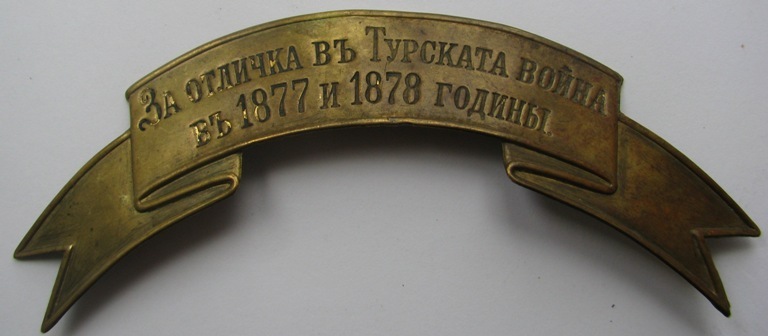 За отличка въ Турската война
въ 1877 и 1878 годины.